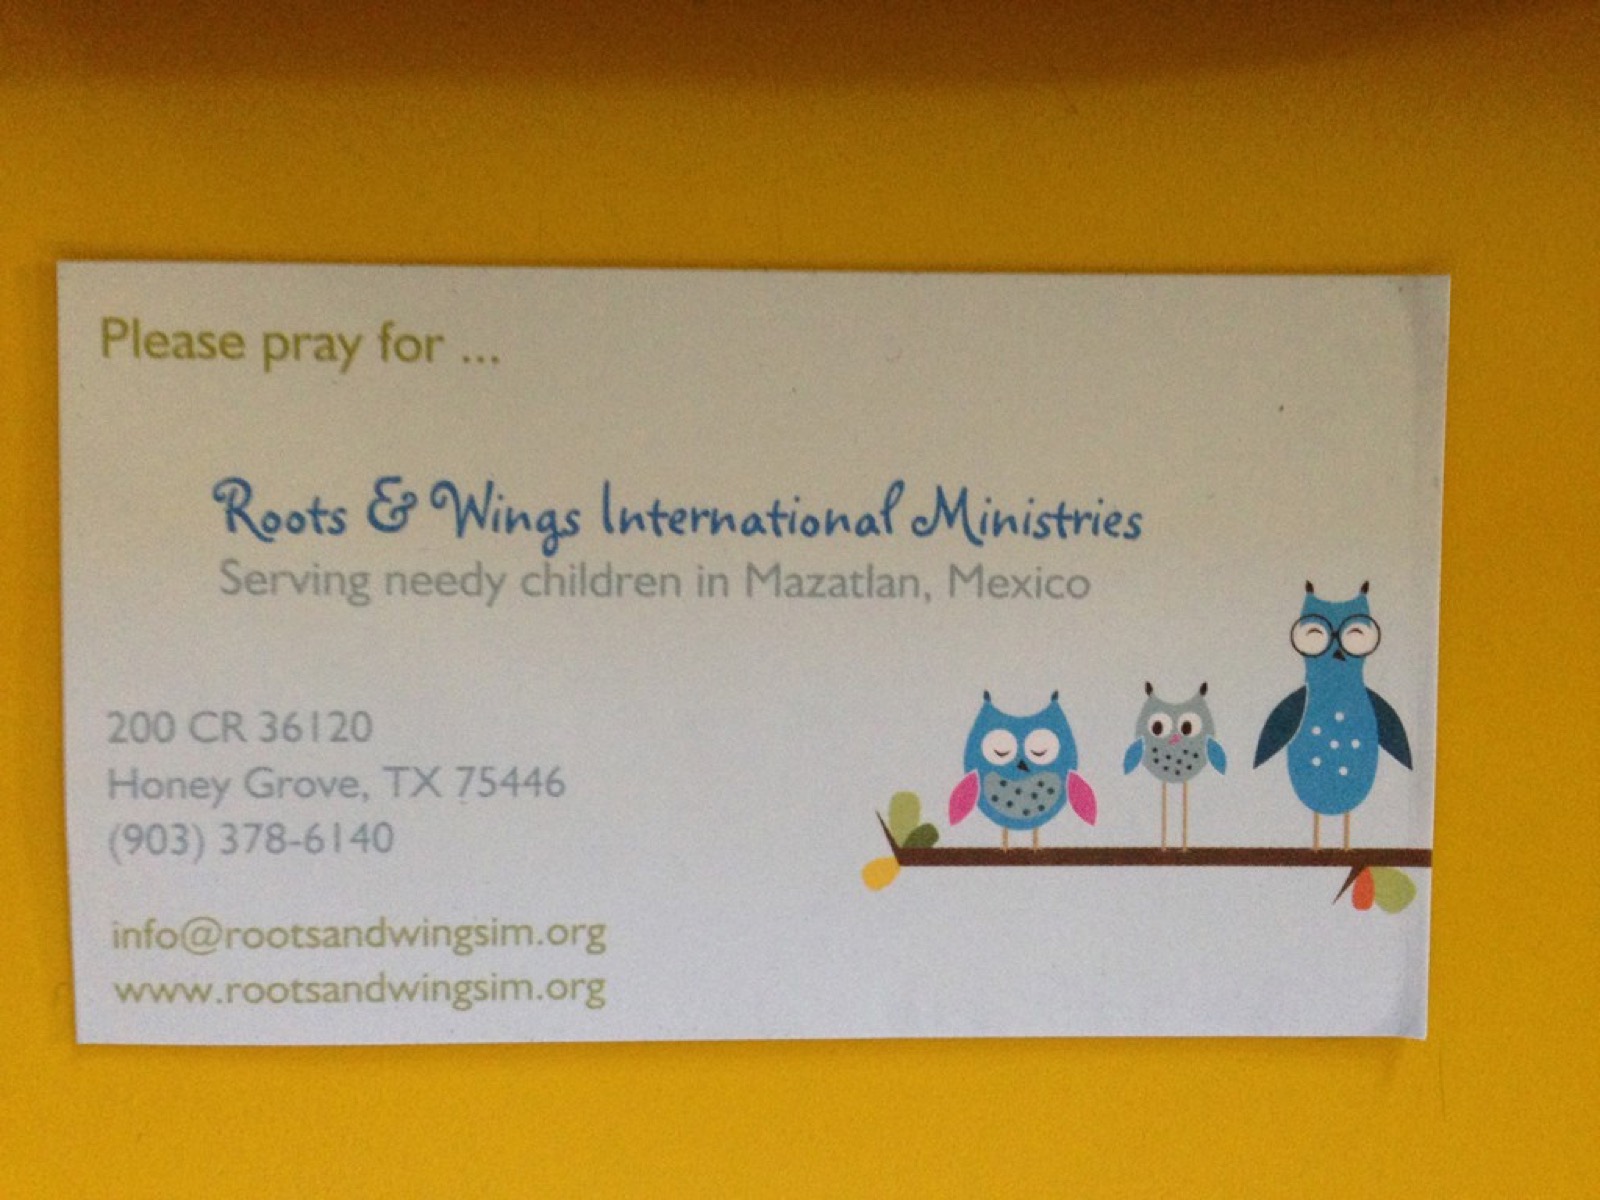 Please pray for ...
Roots & Wings International Ministries
Serving needy children in Mazatlan, Mexico
200 CR 36120
Honey Grove, TX 75446
(903) 378-6140
info@rootsandwingsim.org
www.rootsandwingsim.org